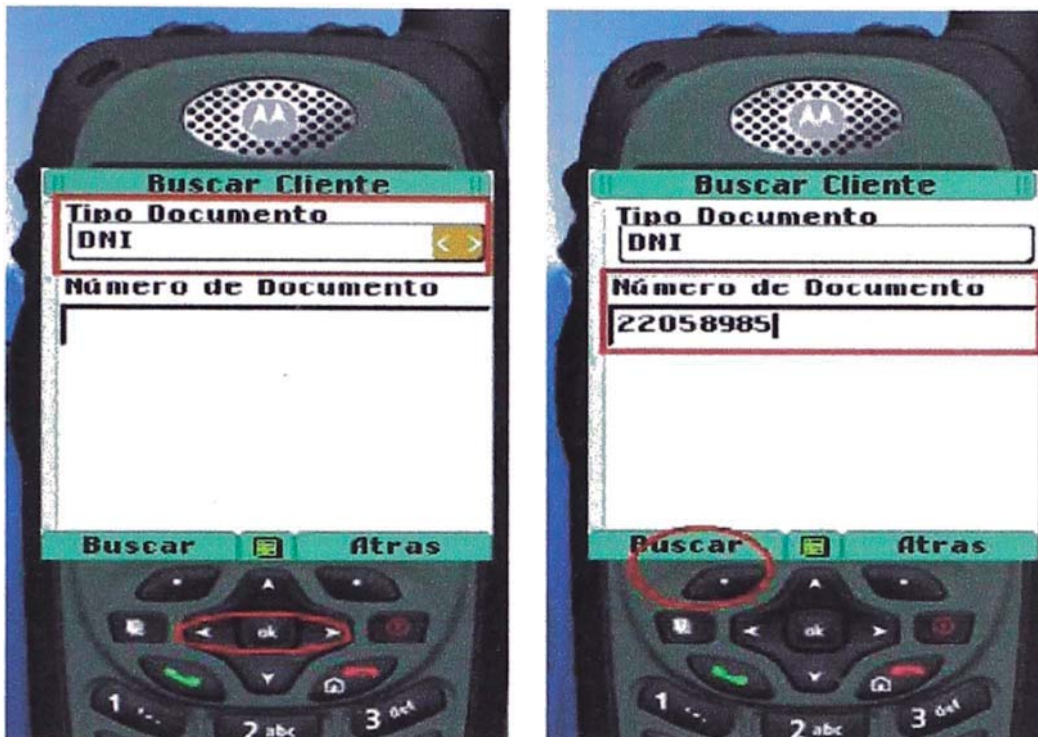 Buscar Cliente
Tipo Documento
DNI
< >
Número de Documento
Buscar
Atras
ok
1
2 abc
3 def
Buscar Cliente
Tipo Documento
DNI
Número de Documento
22058985
Buscar
Atras
ok
1
2 abc
3 def